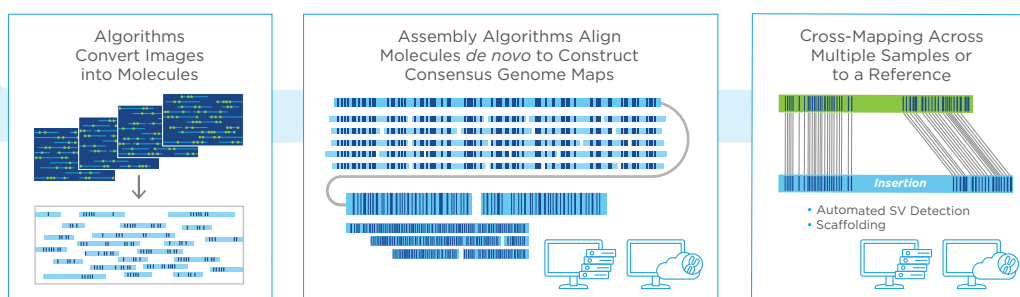 Algorithms
Convert Images
into Molecules
Assembly Algorithms Align
Molecules de novo to Construct
Consensus Genome Maps
Cross-Mapping Across
Multiple Samples or
to a Reference
Insertion
• Automated SV Detection
• Scaffolding